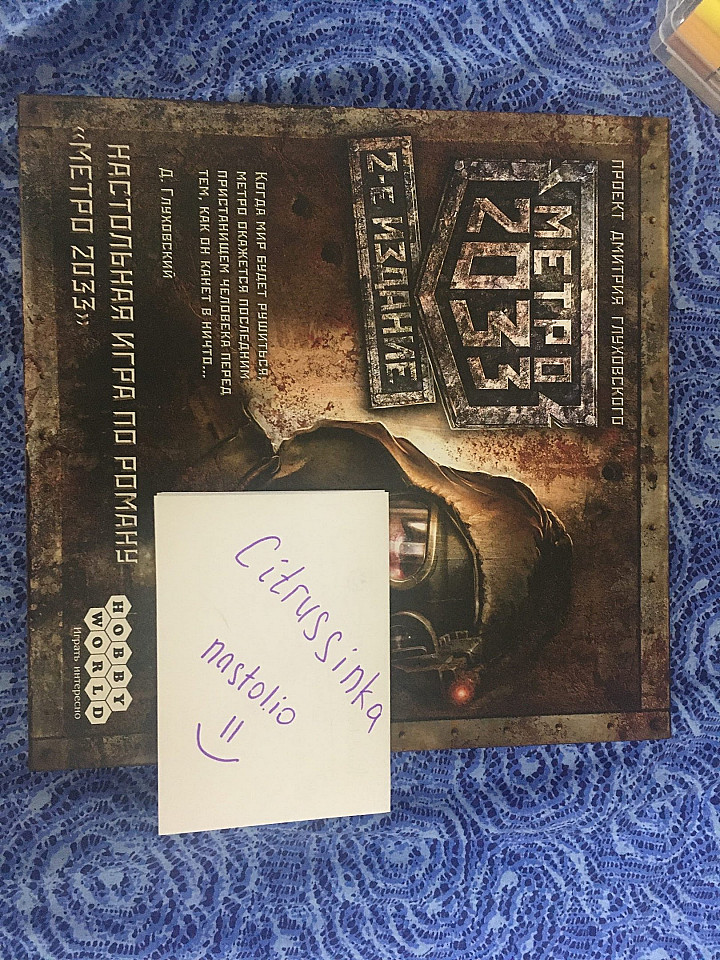 ПРОЕКТ ДМИТРИЯ ГЛУХОВСКОГО
МЕТРО
2033
2-Е ИЗДАНИЕ
Когда мир будет рушиться,
метро окажется последним
пристанищем человека перед
тем, как он канет в ничто...
Д. Глуховский
НАСТОЛЬНАЯ ИГРА ПО РОМАНУ
«МЕТРО 2033»
HOBBY
WORLD
Играть интересно
Citrussinka
nastolio
=)